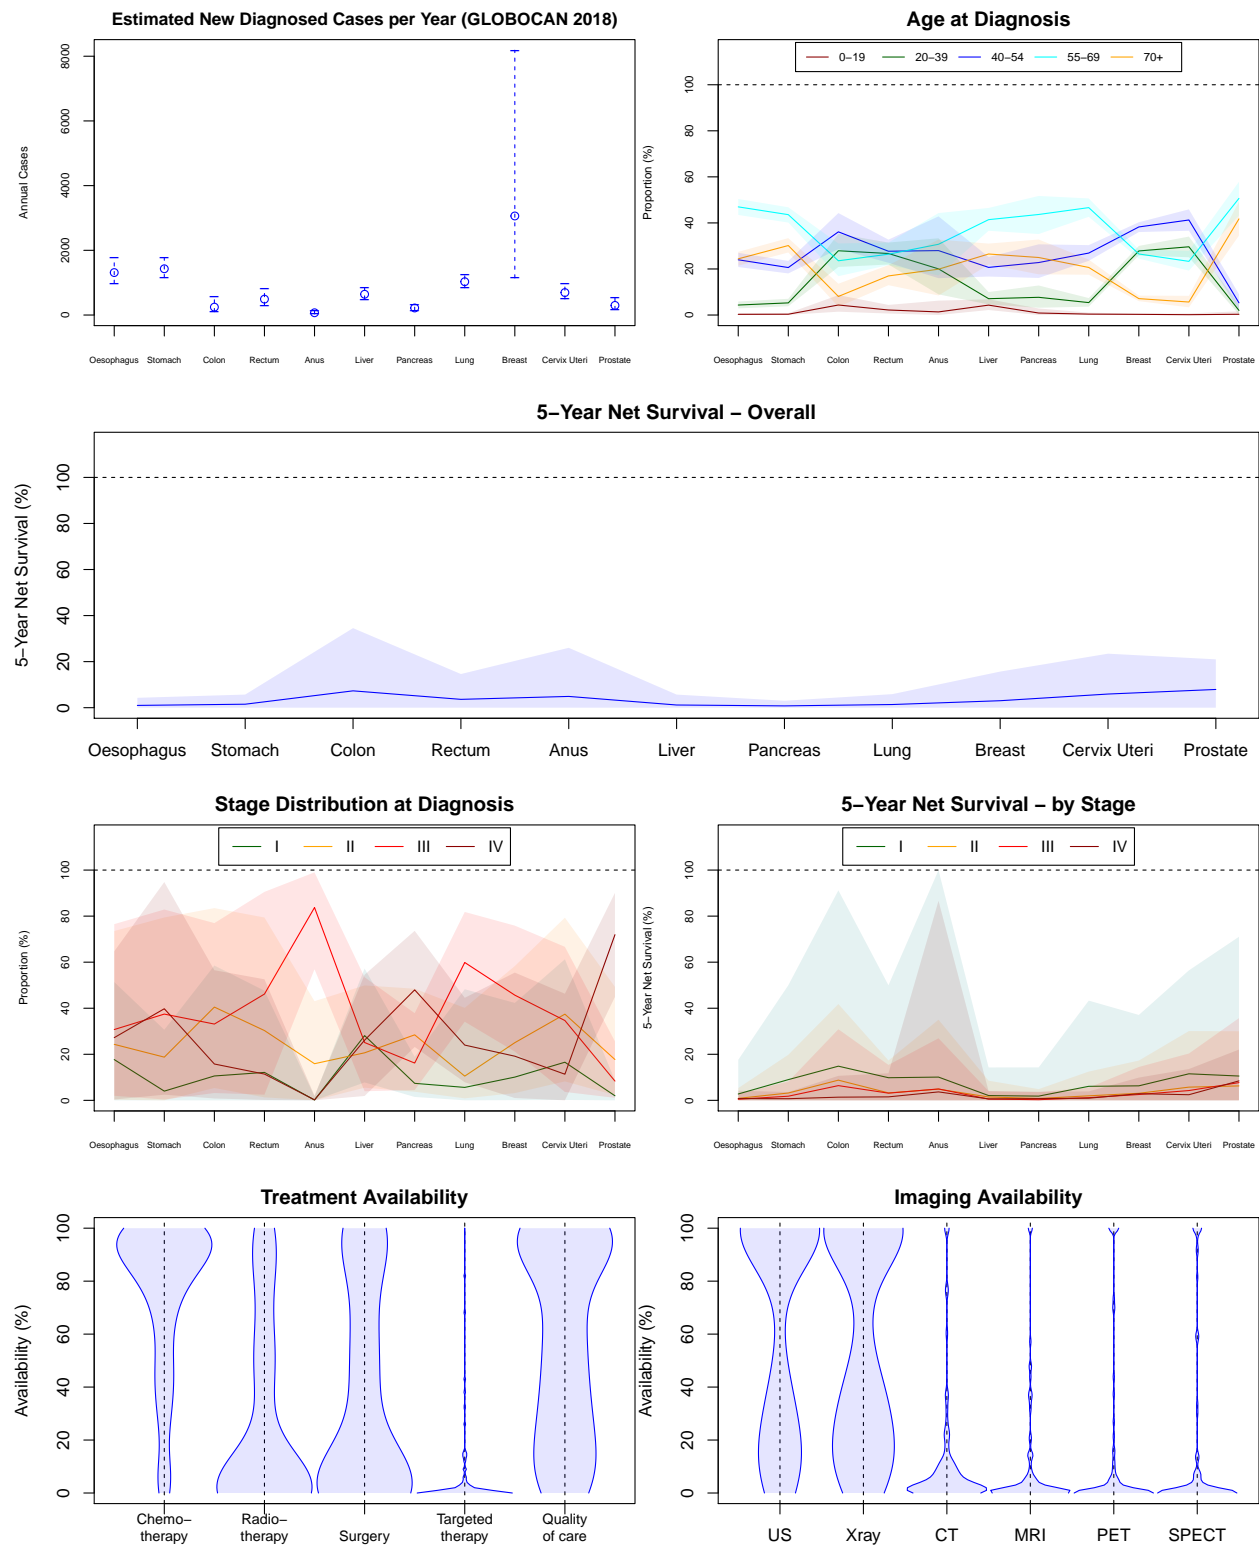 Estimated New Diagnosed Cases per Year (GLOBOCAN 2018)
Annual Cases
8000
6000
4000
2000
0
Oesophagus Stomach Colon Rectum Anus Liver Pancreas Lung Breast Cervix Uteri Prostate
Age at Diagnosis
0−19 20−39 40−54 55−69 70+
Proportion (%)
100
80
60
40
20
0
Oesophagus Stomach Colon Rectum Anus Liver Pancreas Lung Breast Cervix Uteri Prostate
5−Year Net Survival − Overall
5−Year Net Survival (%)
100
80
60
40
20
0
Oesophagus Stomach Colon Rectum Anus Liver Pancreas Lung Breast Cervix Uteri Prostate
Stage Distribution at Diagnosis
I II III IV
Proportion (%)
100
80
60
40
20
0
Oesophagus Stomach Colon Rectum Anus Liver Pancreas Lung Breast Cervix Uteri Prostate
5−Year Net Survival − by Stage
I II III IV
5−Year Net Survival (%)
100
80
60
40
20
0
Oesophagus Stomach Colon Rectum Anus Liver Pancreas Lung Breast Cervix Uteri Prostate
Treatment Availability
Availability (%)
100
80
60
40
20
0
Chemo− Radio− Surgery Targeted Quality
therapy therapy therapy of care
Imaging Availability
Availability (%)
100
80
60
40
20
0
US Xray CT MRI PET SPECT